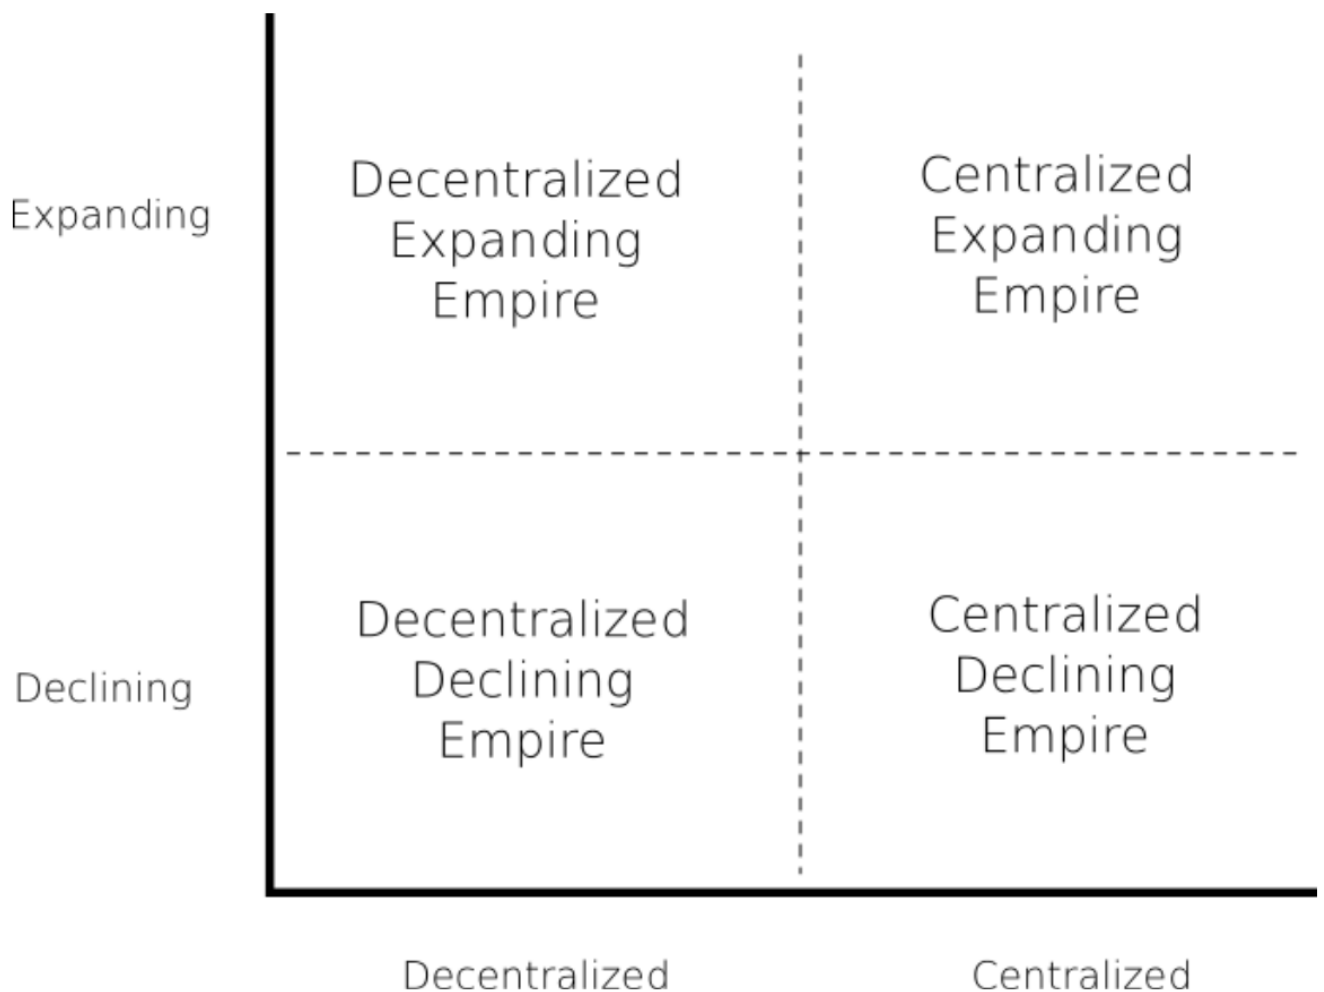 Expanding
Decentralized
Expanding
Empire
Centralized
Expanding
Empire
Declining
Decentralized
Declining
Empire
Centralized
Declining
Empire
Decentralized
Centralized